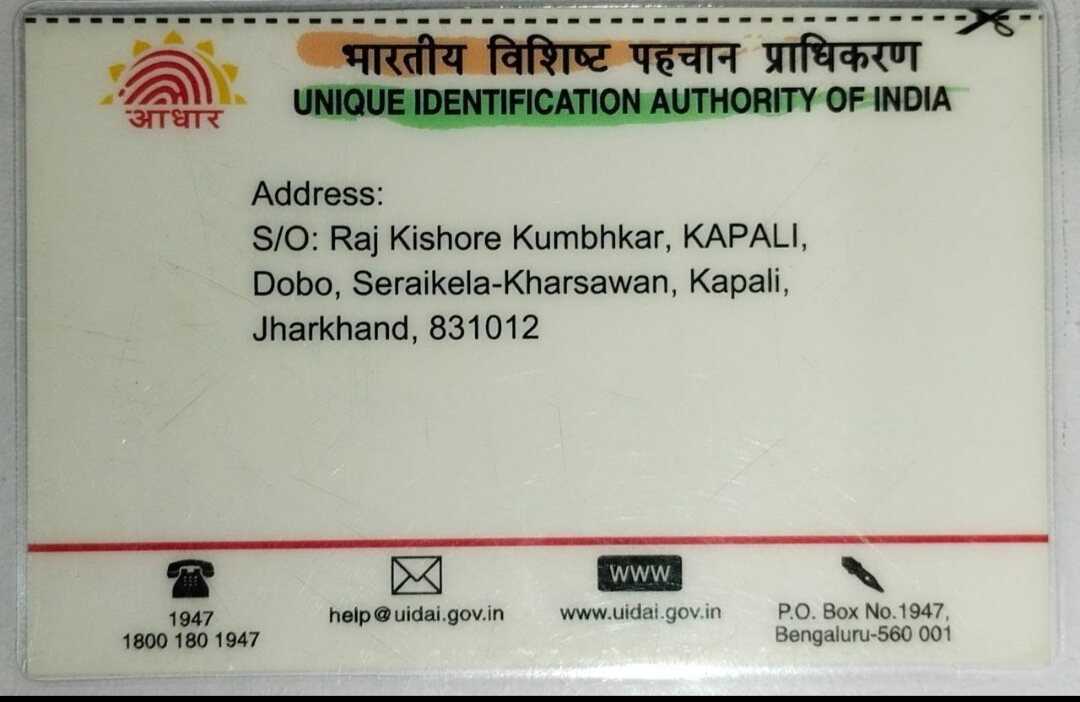 भारतीय विशिष्ट पहचान प्राधिकरण
UNIQUE IDENTIFICATION AUTHORITY OF INDIA
आधार
Address:
S/O: Raj Kishore Kumbhkar, KAPALI,
Dobo, Seraikela-Kharsawan, Kapali,
Jharkhand, 831012
1947
1800 180 1947
help@uidai.gov.in
www
www.uidai.gov.in
P.O. Box No.1947,
Bengaluru-560 001